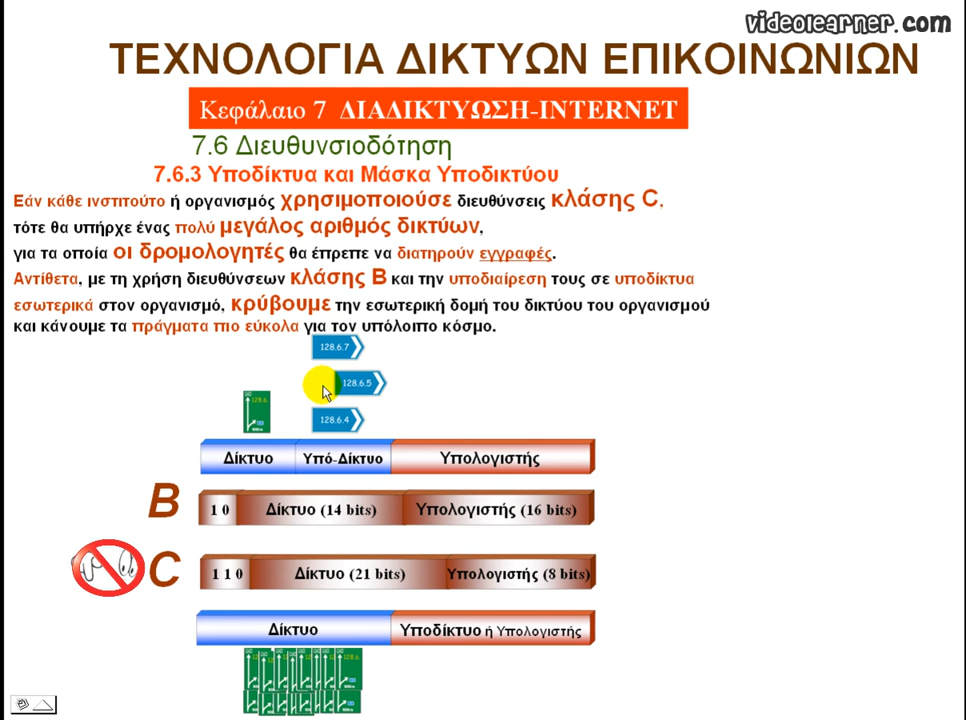 videolearner.com
ΤΕΧΝΟΛΟΓΙΑ ΔΙΚΤΥΩΝ ΕΠΙΚΟΙΝΩΝΙΩΝ
Κεφάλαιο 7 ΔΙΑΔΙΚΤΥΩΣΗ-INTERNET
7.6 Διευθυνσιοδότηση
7.6.3 Υποδίκτυα και Μάσκα Υποδικτύου
Εάν κάθε ινστιτούτο ή οργανισμός χρησιμοποιούσε διευθύνσεις κλάσης C,
τότε θα υπήρχε ένας πολύ μεγάλος αριθμός δικτύων,
για τα οποία οι δρομολογητές θα έπρεπε να διατηρούν εγγραφές.
Αντίθετα, με τη χρήση διευθύνσεων κλάσης Β και την υποδιαίρεση τους σε υποδίκτυα
εσωτερικά στον οργανισμό, κρύβουμε την εσωτερική δομή του δικτύου του οργανισμού
και κάνουμε τα πράγματα πιο εύκολα για τον υπόλοιπο κόσμο.
128.6.7
128.6.5
128.6.4
128.6.
Δίκτυο Υπό-Δίκτυο Υπολογιστής
B 1 0 Δίκτυο (14 bits) Υπολογιστής (16 bits)
C 1 1 0 Δίκτυο (21 bits) Υπολογιστής (8 bits)
Δίκτυο Υποδίκτυο ή Υπολογιστής
128.6.